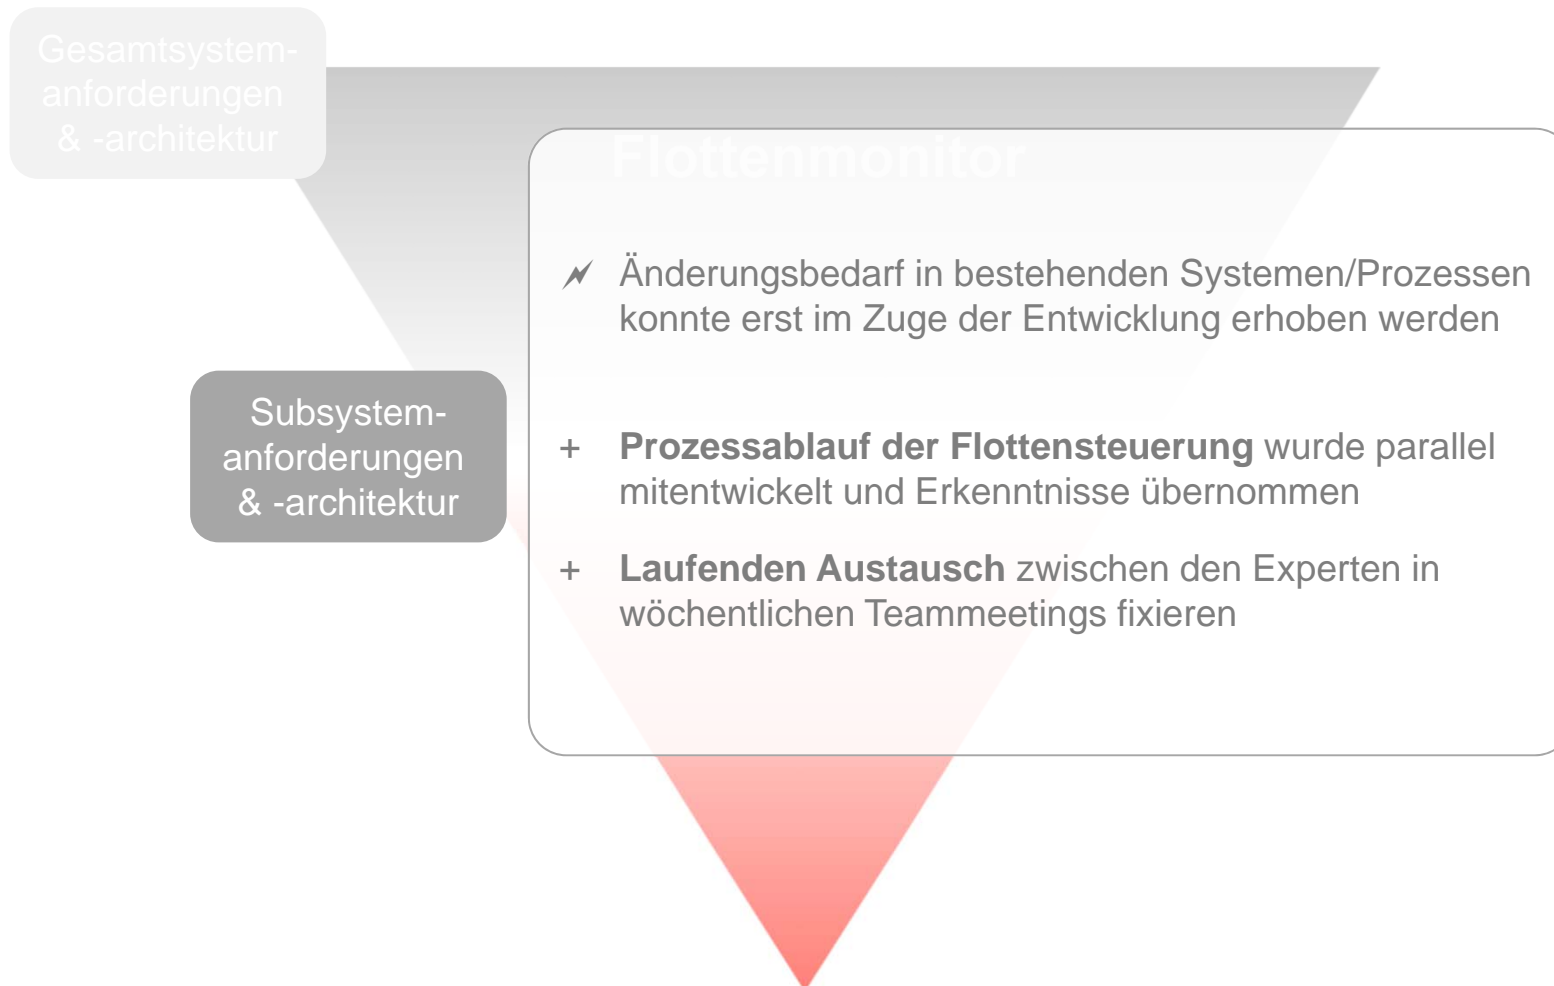 Gesamtsystem-
anforderungen
& -architektur
Flottenmonitor
Änderungsbedarf in bestehenden Systemen/Prozessen
konnte erst im Zuge der Entwicklung erhoben werden
Subsystem-
anforderungen
& -architektur
+ Prozessablauf der Flottensteuerung wurde parallel
mitentwickelt und Erkenntnisse übernommen
+ Laufenden Austausch zwischen den Experten in
wöchentlichen Teammeetings fixieren